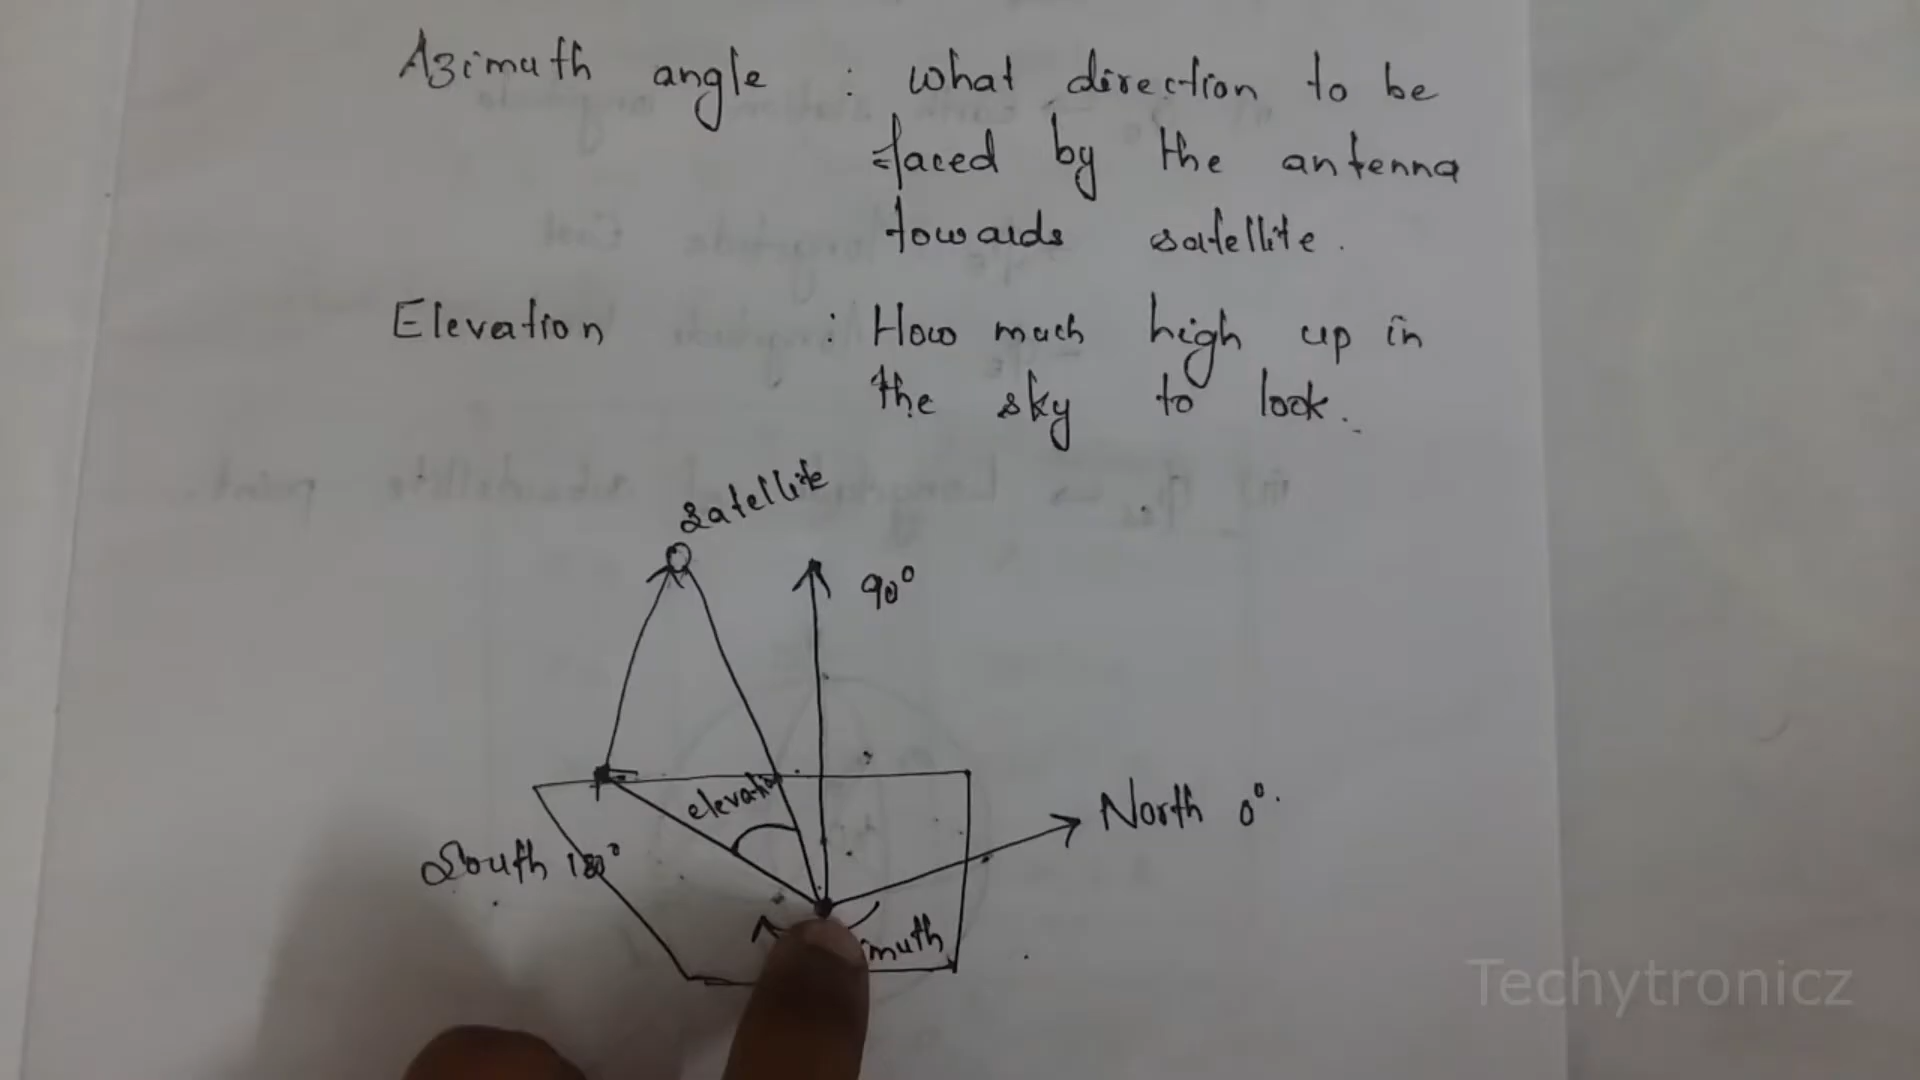 Azimuth angle : what direction to be
faced by the antenna
towards satellite.
Elevation : How much high up in
the sky to look.
satellite
90°
elevatio
South 180°
North 0°.
muth
Techytronicz